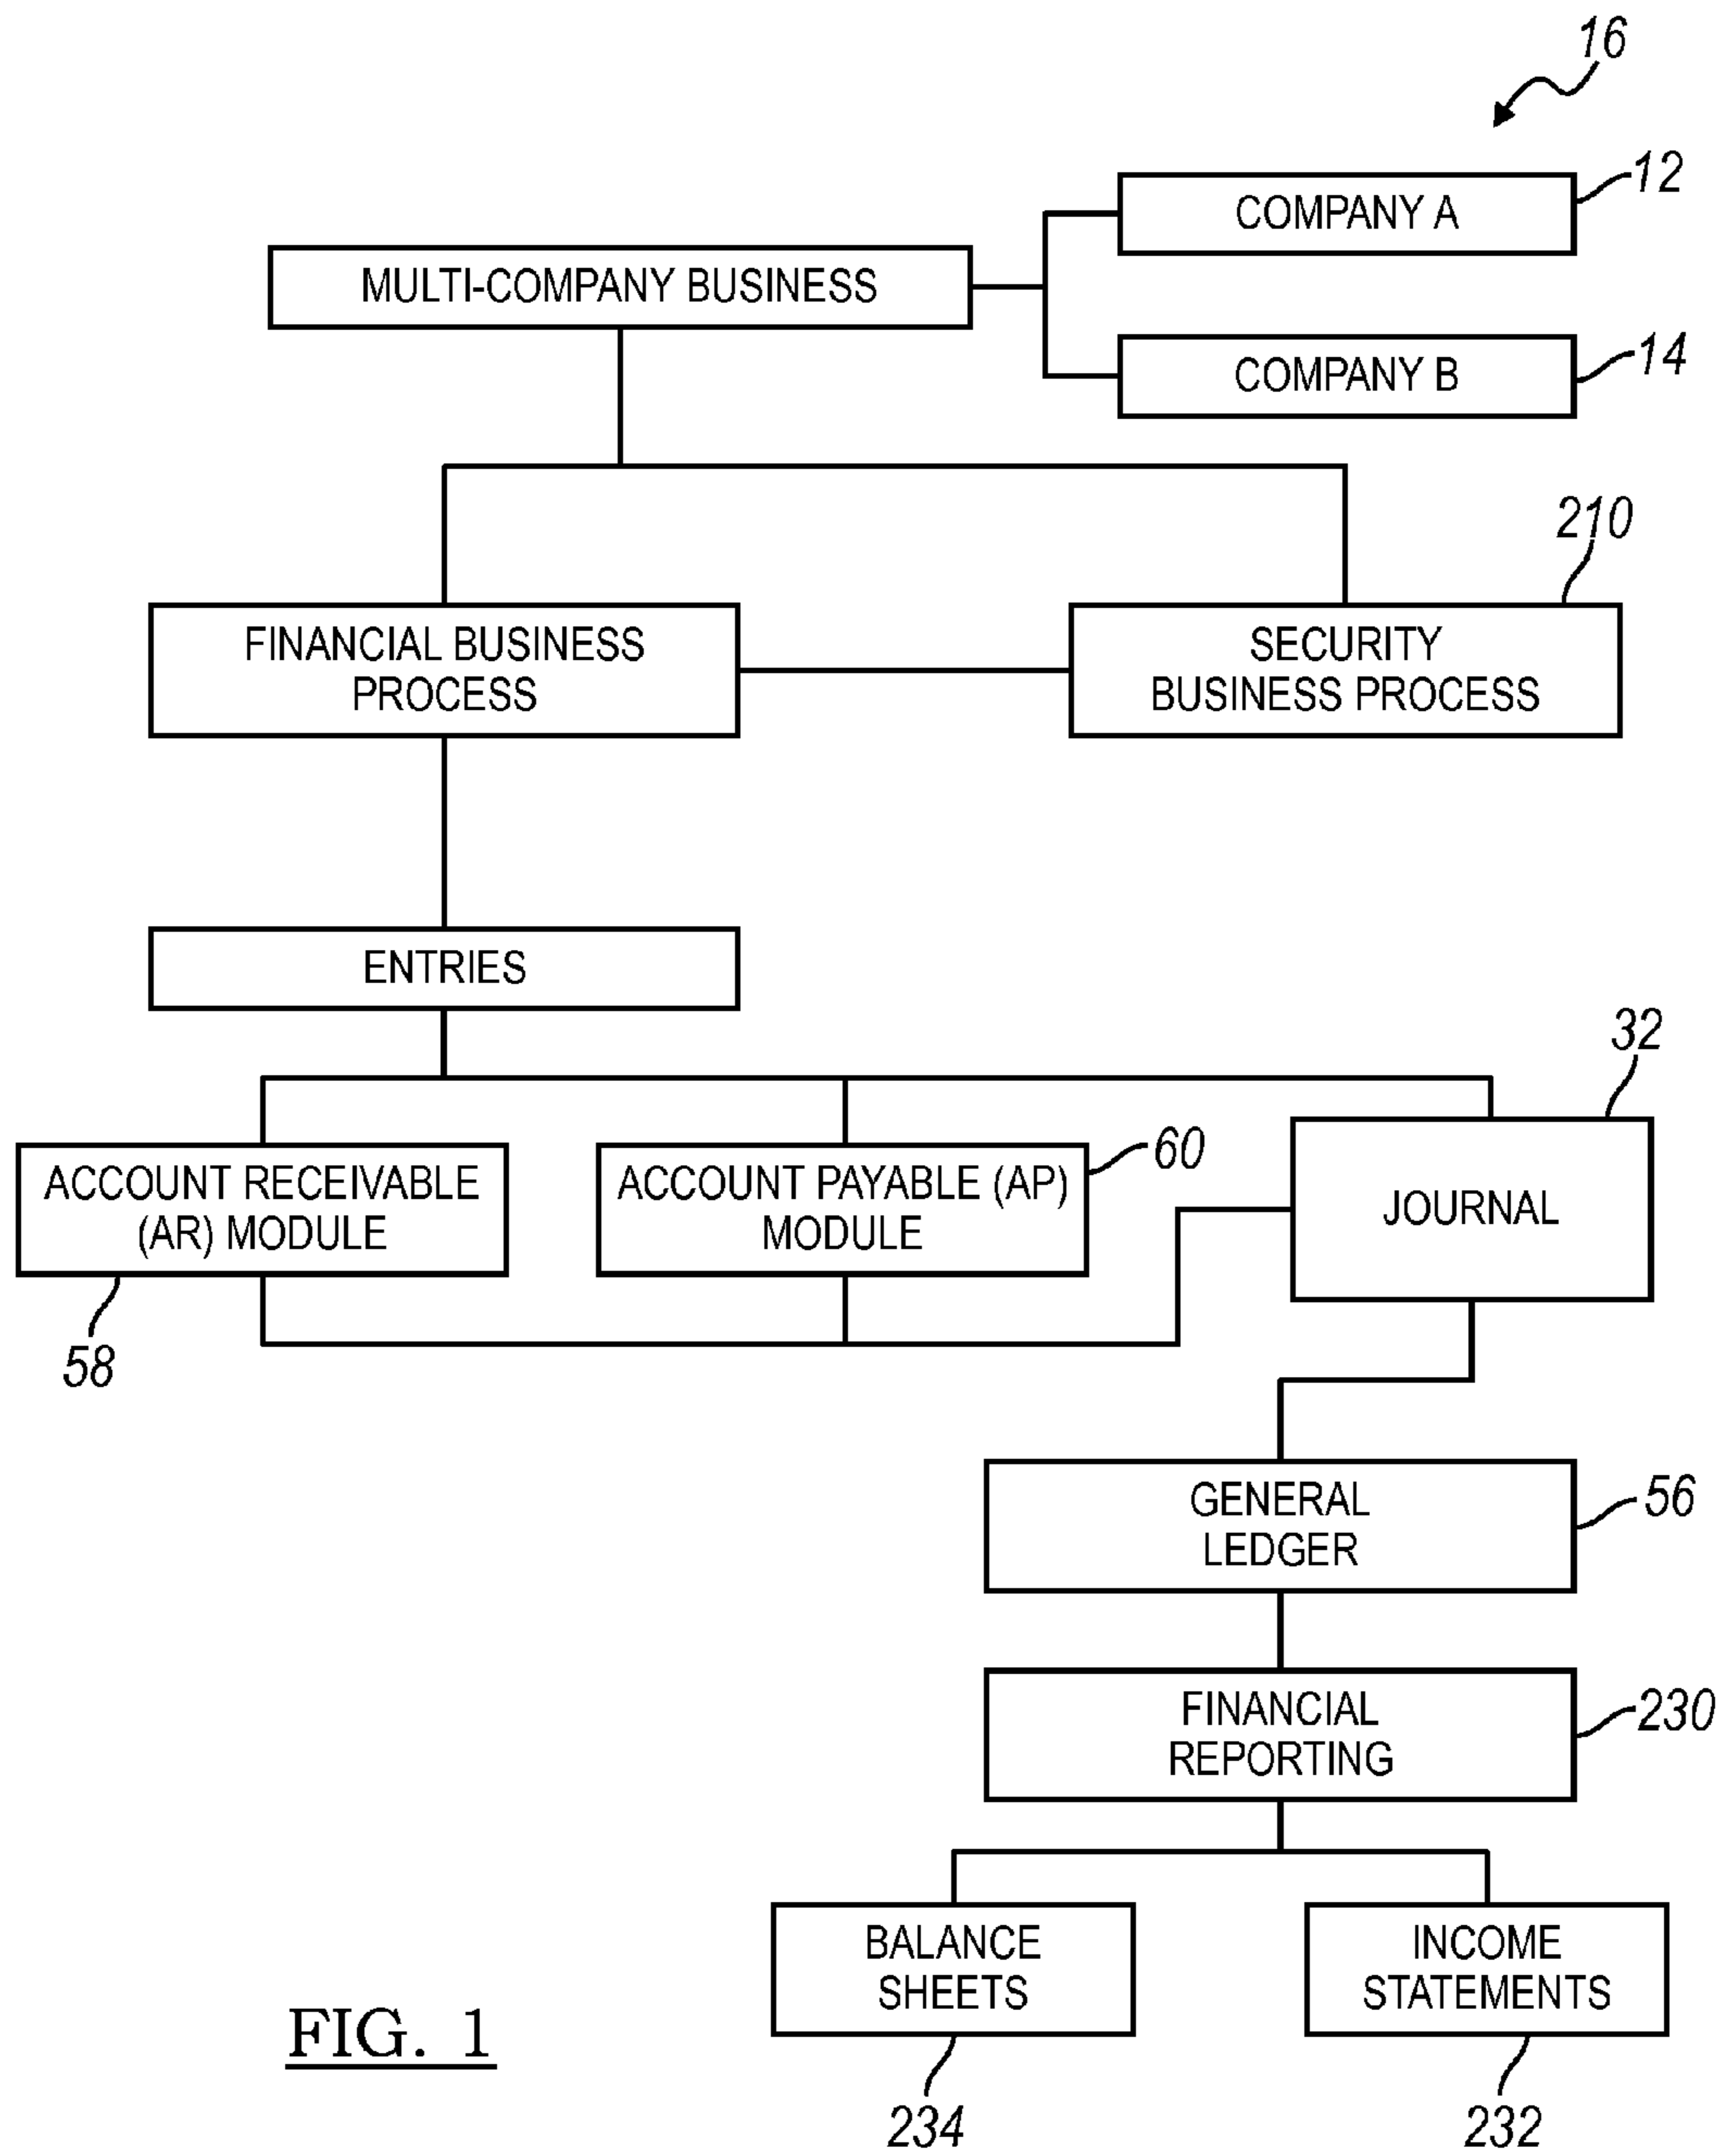 16
12
COMPANY A
MULTI-COMPANY BUSINESS
14
COMPANY B
210
FINANCIAL BUSINESS
PROCESS
SECURITY
BUSINESS PROCESS
ENTRIES
32
ACCOUNT RECEIVABLE
(AR) MODULE
58
ACCOUNT PAYABLE (AP)
MODULE
60
JOURNAL
GENERAL
LEDGER
56
FINANCIAL
REPORTING
230
BALANCE
SHEETS
234
INCOME
STATEMENTS
232
FIG. 1